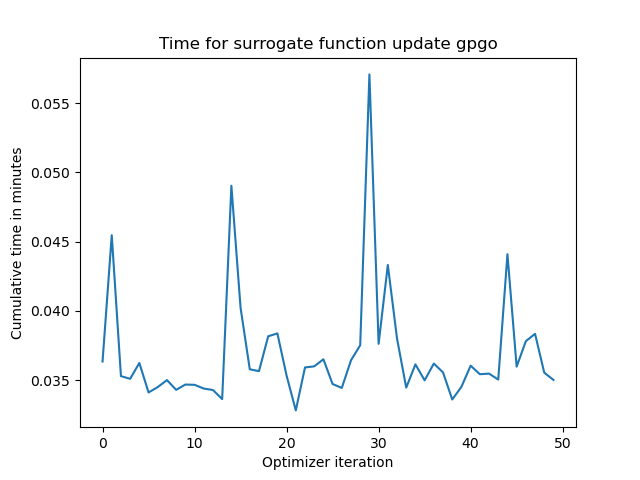 Time for surrogate function update gpgo
Cumulative time in minutes
0.055
0.050
0.045
0.040
0.035
0 10 20 30 40 50
Optimizer iteration